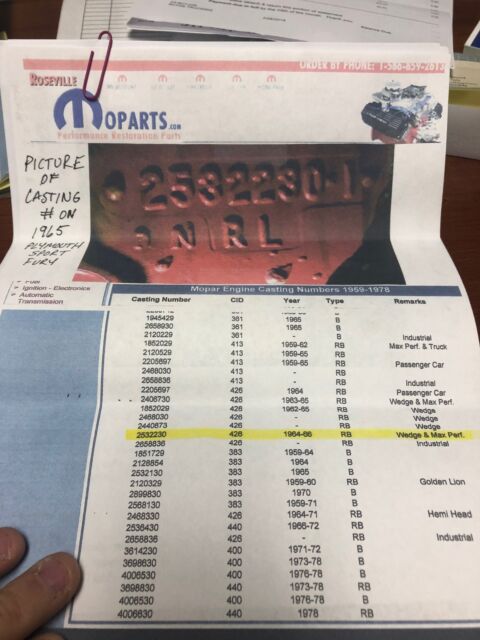 ORDER BY PHONE: 1-586-659-7013
ROSEVILLE
MOPARTS.COM
Performance Restoration Parts
PICTURE
OF
CASTING
# ON
1965
PLYMOUTH
SPORT
FURY
2532230-1
NRL
Ignition - Electronics
Automatic
Transmission
Mopar Engine Casting Numbers 1959-1978
Casting Number CID Year Type Remarks
1945429 361 1965 B
2658930 361 1965 B
2120229 361 - B Industrial
1852029 413 1959-62 RB Max Perf. & Truck
2120529 413 1959-65 RB
2205697 413 1959-65 RB Passenger Car
2468030 413 - RB
2658836 413 - RB Industrial
2205697 426 1964 RB Passenger Car
2406730 426 1963-65 RB Wedge & Max Perf.
1852029 426 1962-65 RB Wedge
2468030 426 - RB Wedge
2440873 426 - RB Wedge
2532230 426 1964-66 RB Wedge & Max Perf.
2658836 426 - RB Industrial
1851729 383 1959-64 B
2128854 383 1964 B
2532130 383 1965 B
2120329 383 1959-60 RB Golden Lion
2899830 383 1970 B
2568130 383 1959-71 B
2468330 426 1964-71 RB Hemi Head
2536430 440 1966-72 RB
2658836 426 - RB Industrial
3614230 400 1971-72 B
3698630 400 1973-78 B
4006530 400 1976-78 B
3698830 440 1973-78 RB
4006530 400 1976-78 B
4006630 440 1978 RB